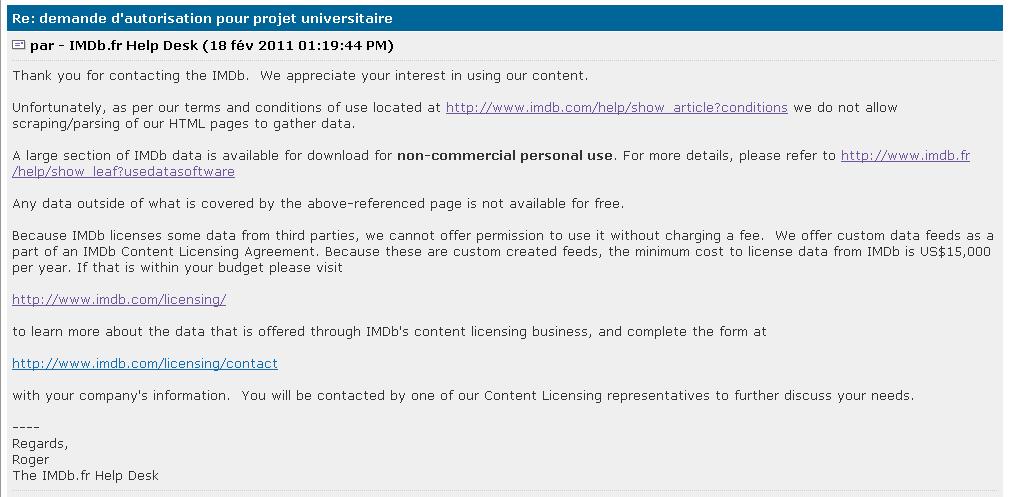 Re: demande d'autorisation pour projet universitaire
par - IMDb.fr Help Desk (18 fév 2011 01:19:44 PM)
Thank you for contacting the IMDb.  We appreciate your interest in using our content.
Unfortunately, as per our terms and conditions of use located at http://www.imdb.com/help/show_article?conditions we do not allow
scraping/parsing of our HTML pages to gather data.
A large section of IMDb data is available for download for non-commercial personal use. For more details, please refer to http://www.imdb.fr
/help/show_leaf?usedatasoftware
Any data outside of what is covered by the above-referenced page is not available for free.
Because IMDb licenses some data from third parties, we cannot offer permission to use it without charging a fee.  We offer custom data feeds as a
part of an IMDb Content Licensing Agreement. Because these are custom created feeds, the minimum cost to license data from IMDb is US$15,000
per year. If that is within your budget please visit
http://www.imdb.com/licensing/
to learn more about the data that is offered through IMDb's content licensing business, and complete the form at
http://www.imdb.com/licensing/contact
with your company's information.  You will be contacted by one of our Content Licensing representatives to further discuss your needs.
----
Regards,
Roger
The IMDb.fr Help Desk